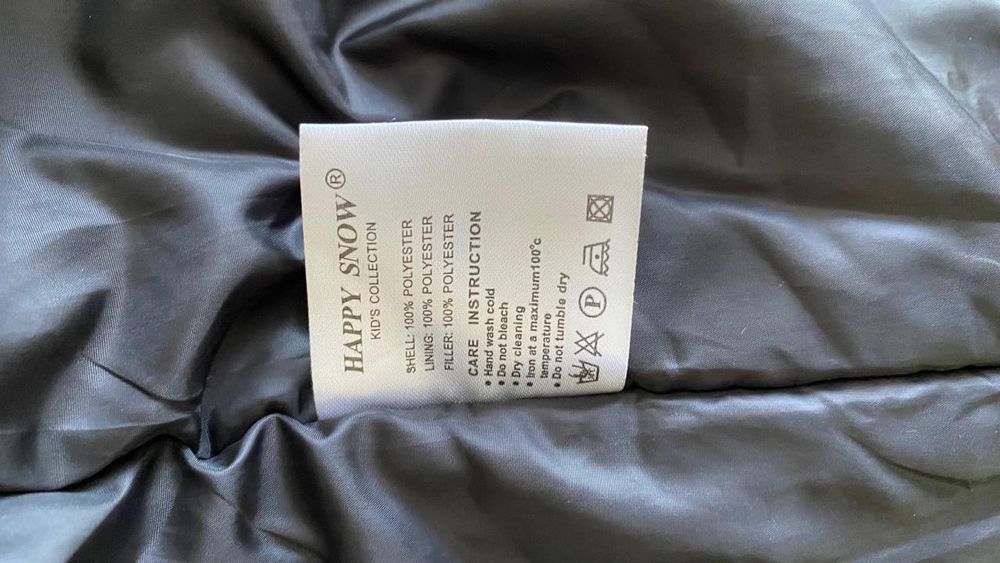 HAPPY SNOW®
KID'S COLLECTION
SHELL: 100% POLYESTER
LINING: 100% POLYESTER
FILLER: 100% POLYESTER
CARE INSTRUCTION
• Hand wash cold
• Do not bleach
• Dry cleaning
• Iron at a maximum100°c
temperature
• Do not tumble dry
P